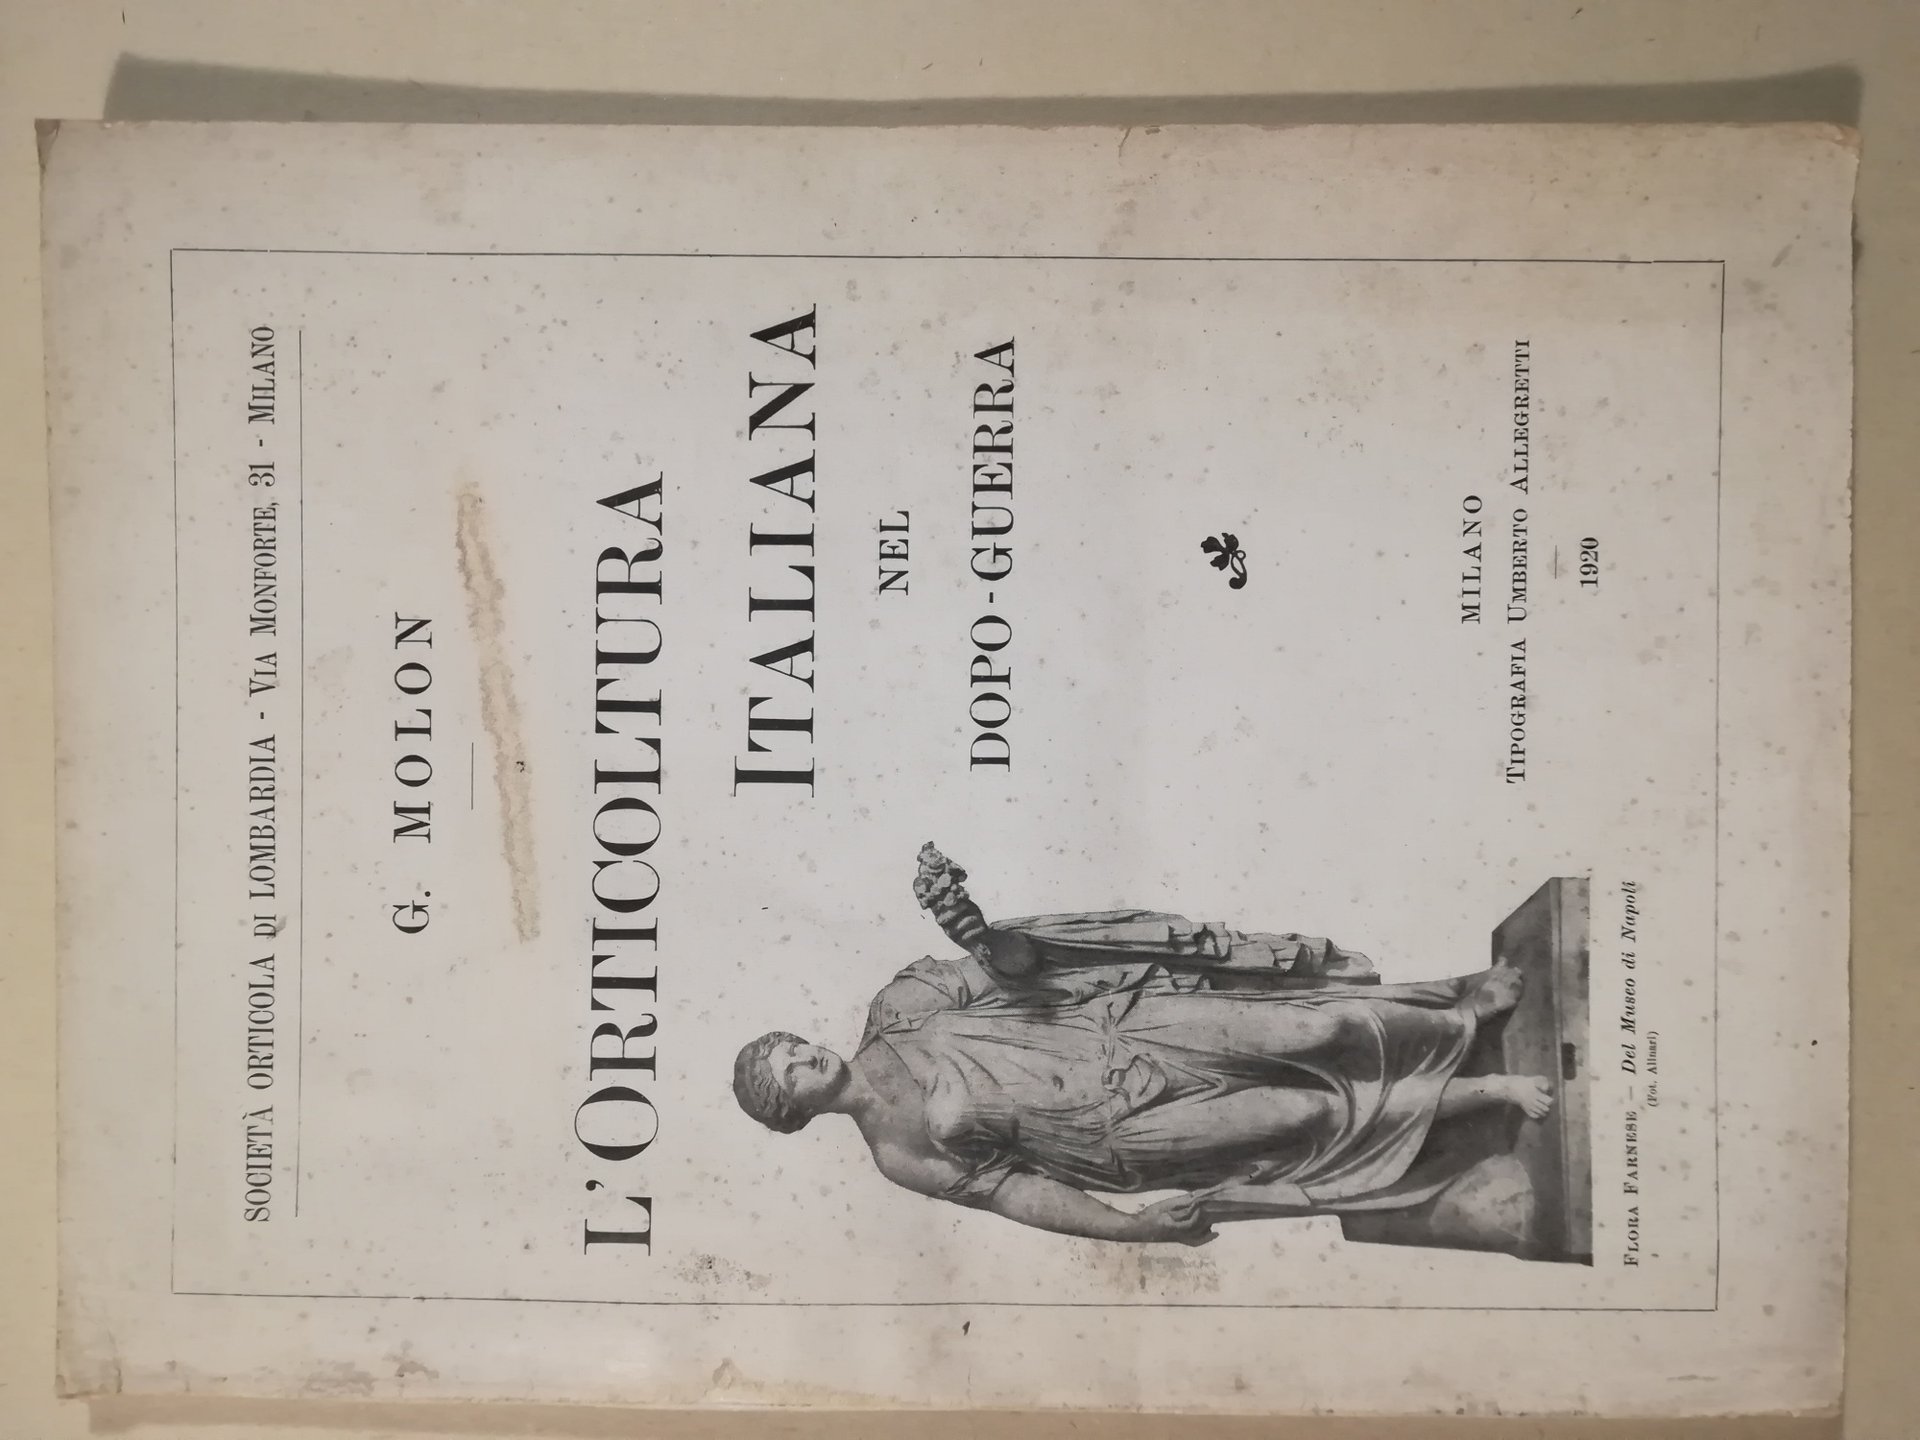 SOCIETÀ ORTICOLA DI LOMBARDIA - VIA MONFORTE, 31 - MILANO
G. MOLON
L'ORTICOLTURA
ITALIANA
NEL
DOPO-GUERRA
MILANO
TIPOGRAFIA UMBERTO ALLEGRETTI
1920
FLORA FARNESE — Del Museo di Napoli
(Fot. Alinari)